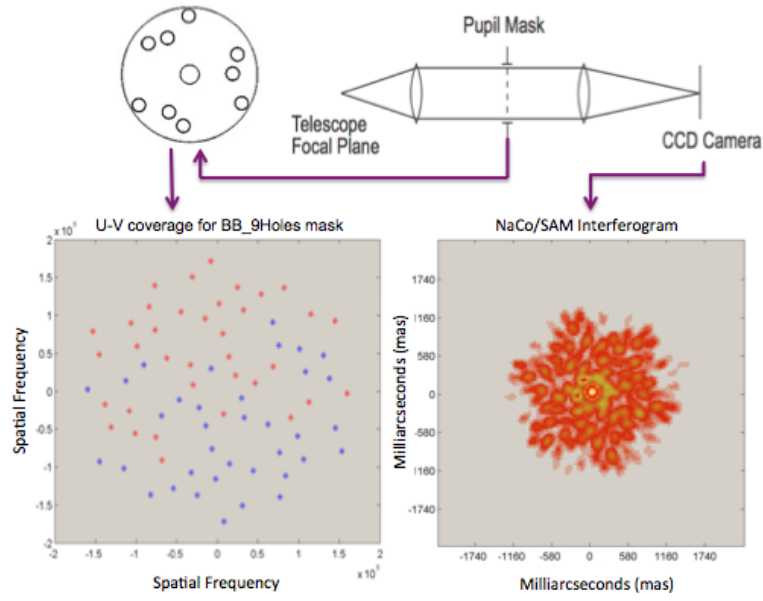 Pupil Mask
Telescope
Focal Plane
CCD Camera
U-V coverage for BB_9Holes mask
x 10⁶
2
1.5
1
0.5
0
-0.5
-1
-1.5
-2
Spatial Frequency
-2 -1.5 -1 -0.5 0 0.5 1 1.5 2
Spatial Frequency
NaCo/SAM Interferogram
1740
1160
580
0
-580
1160
-1740
Milliarcseconds (mas)
-1740 -1160 -580 0 580 1160 1740
Milliarcseconds (mas)